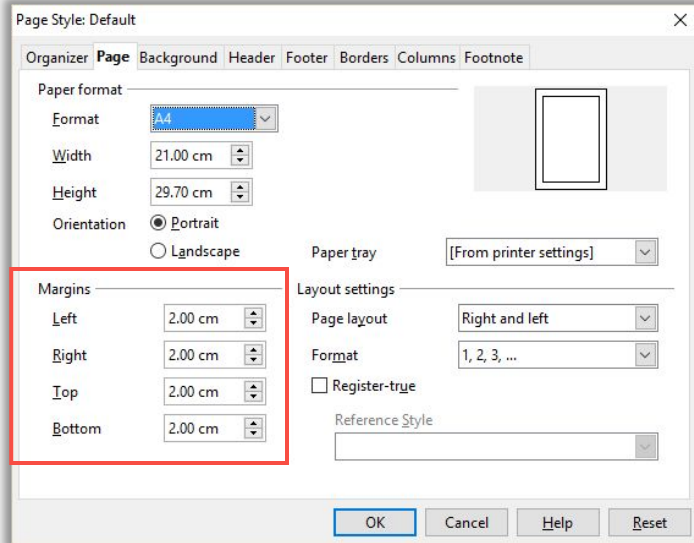 Page Style: Default
Organizer Page Background Header Footer Borders Columns Footnote
Paper format
Format A4
Width 21.00 cm
Height 29.70 cm
Orientation Portrait
Landscape
Paper tray [From printer settings]
Margins
Left 2.00 cm
Right 2.00 cm
Top 2.00 cm
Bottom 2.00 cm
Layout settings
Page layout Right and left
Format 1, 2, 3, ...
Register-true
Reference Style
OK Cancel Help Reset